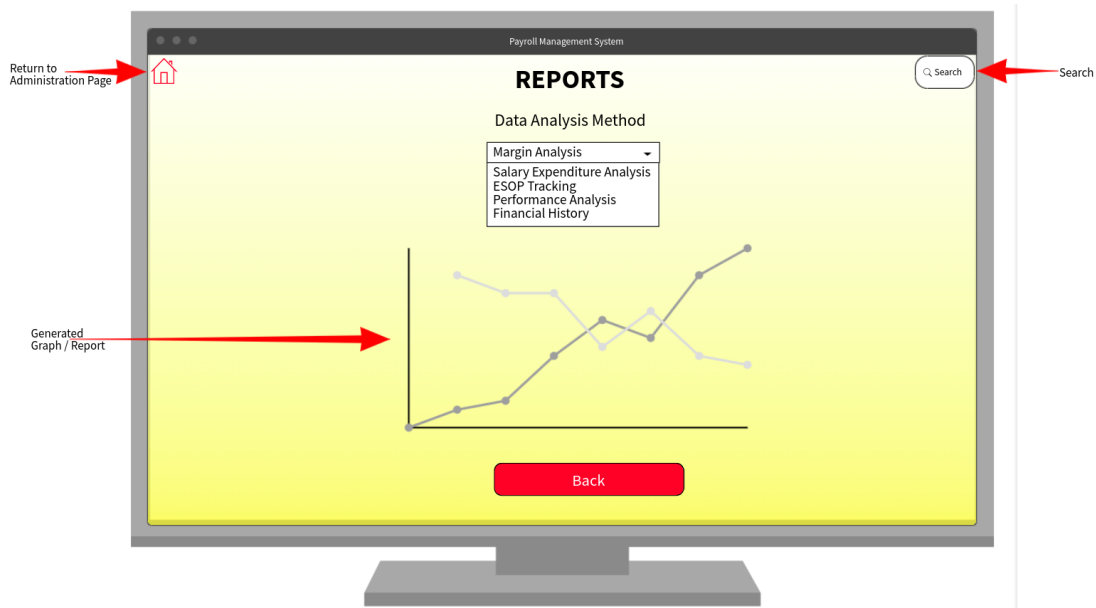 Payroll Management System
Return to
Administration Page
REPORTS
Search
Search
Data Analysis Method
Margin Analysis
Salary Expenditure Analysis
ESOP Tracking
Performance Analysis
Financial History
Generated
Graph / Report
Back